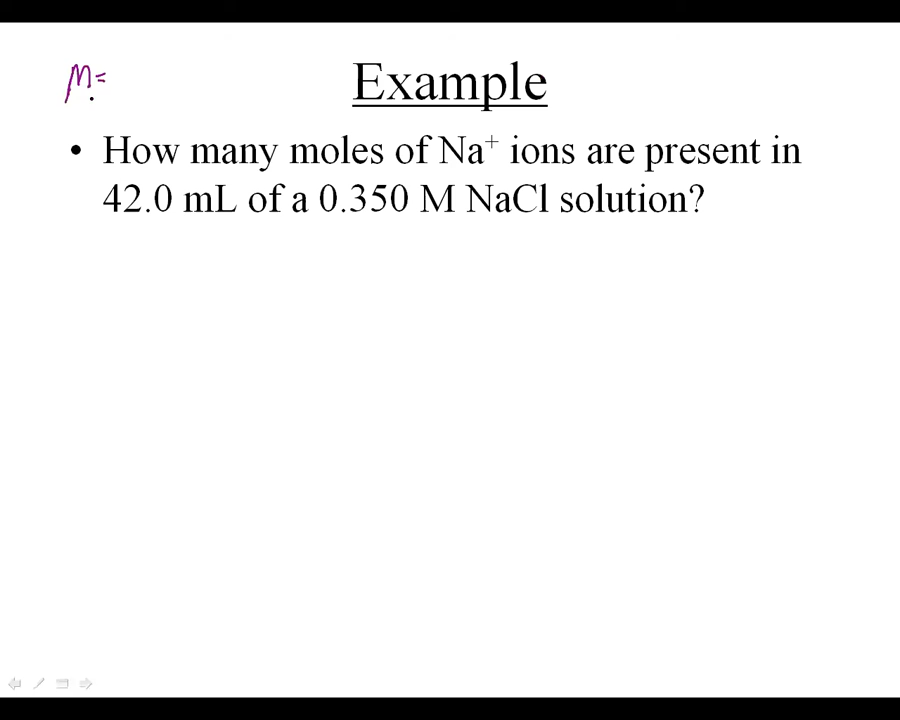 M=
Example
• How many moles of Na⁺ ions are present in
42.0 mL of a 0.350 M NaCl solution?